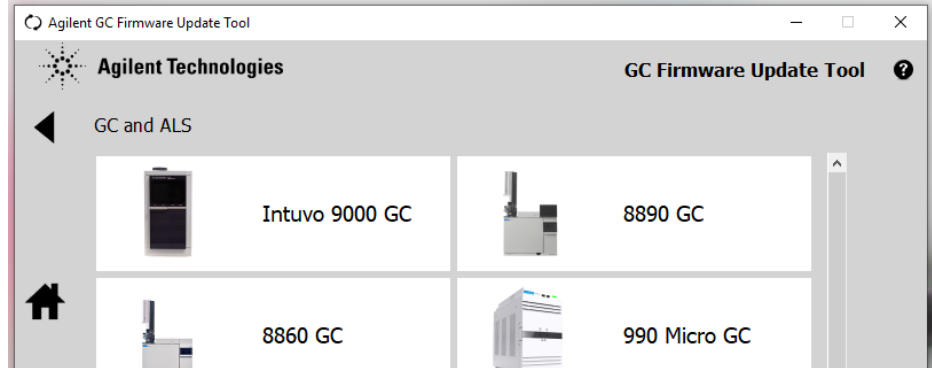 Agilent GC Firmware Update Tool
Agilent Technologies
GC Firmware Update Tool
GC and ALS
Intuvo 9000 GC
8890 GC
8860 GC
990 Micro GC